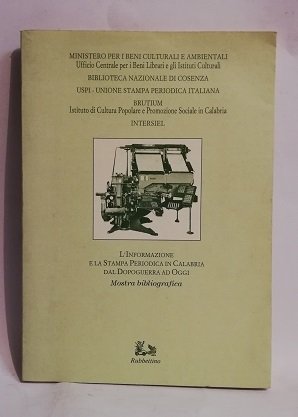 MINISTERO PER I BENI CULTURALI E AMBIENTALI
Ufficio Centrale per i Beni Librari e gli Istituti Culturali
BIBLIOTECA NAZIONALE DI COSENZA
USPI - UNIONE STAMPA PERIODICA ITALIANA
BRUTIUM
Istituto di Cultura Popolare e Promozione Sociale in Calabria
INTERSIEL
L'INFORMAZIONE
E LA STAMPA PERIODICA IN CALABRIA
DAL DOPOGUERRA AD OGGI
Mostra bibliografica
Rubbettino